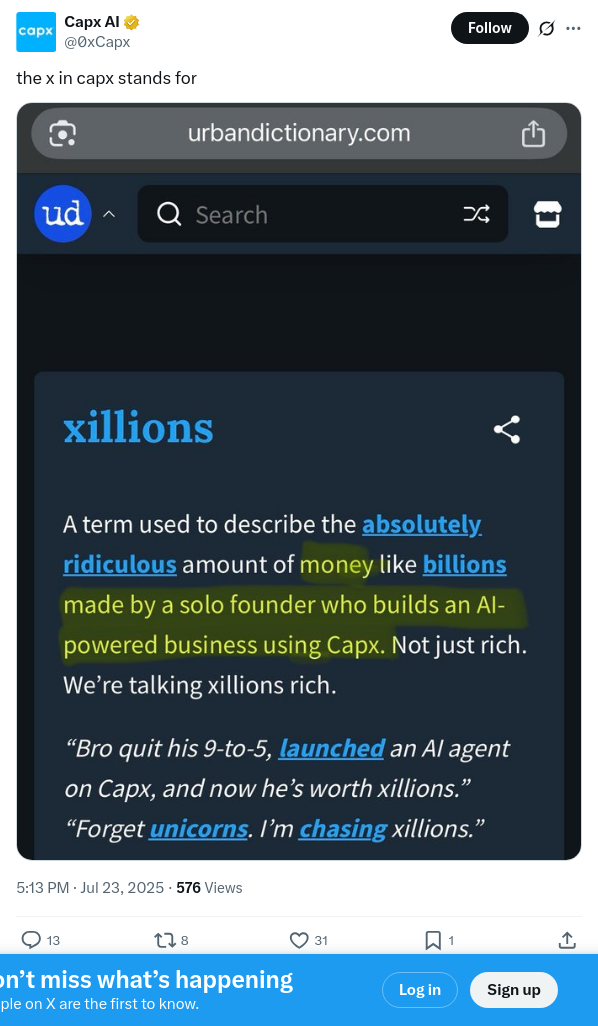 capx
Capx AI
@0xCapx
Follow
the x in capx stands for
urbandictionary.com
ud
Search
xillions
A term used to describe the absolutely
ridiculous amount of money like billions
made by a solo founder who builds an AI-
powered business using Capx. Not just rich.
We’re talking xillions rich.
“Bro quit his 9-to-5, launched an AI agent
on Capx, and now he’s worth xillions.”
“Forget unicorns. I’m chasing xillions.”
5:13 PM · Jul 23, 2025 · 576 Views
13 8 31 1
on’t miss what’s happening
ple on X are the first to know.
Log in
Sign up